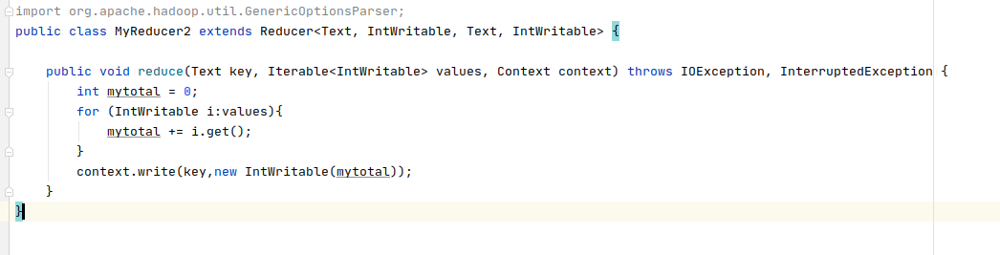 import org.apache.hadoop.util.GenericOptionsParser;
public class MyReducer2 extends Reducer<Text, IntWritable, Text, IntWritable> {
    public void reduce(Text key, Iterable<IntWritable> values, Context context) throws IOException, InterruptedException {
        int mytotal = 0;
        for (IntWritable i:values){
            mytotal += i.get();
        }
        context.write(key,new IntWritable(mytotal));
    }
}